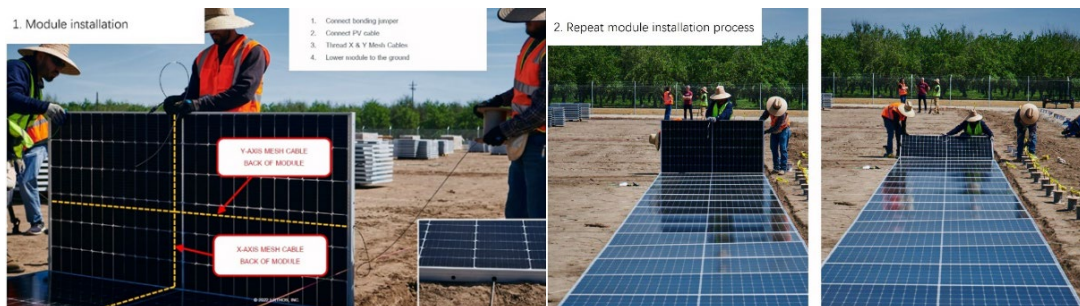 1. Module installation
1. Connect bonding jumper
2. Connect PV cable
3. Thread X & Y Mesh Cables
4. Lower module to the ground
Y-AXIS MESH CABLE
BACK OF MODULE
X-AXIS MESH CABLE
BACK OF MODULE
2. Repeat module installation process